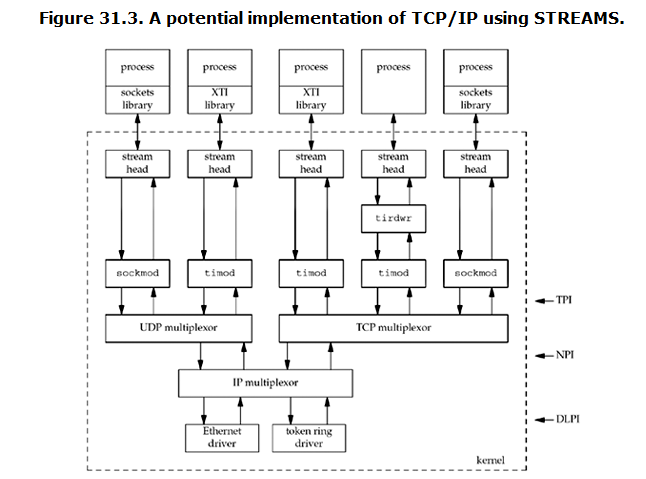 Figure 31.3. A potential implementation of TCP/IP using STREAMS.
process
sockets
library
process
XTI
library
process
XTI
library
process
process
sockets
library
stream
head
stream
head
stream
head
stream
head
stream
head
tirdwr
sockmod
timod
timod
timod
sockmod
TPI
UDP multiplexor
TCP multiplexor
NPI
IP multiplexor
DLPI
Ethernet
driver
token ring
driver
kernel